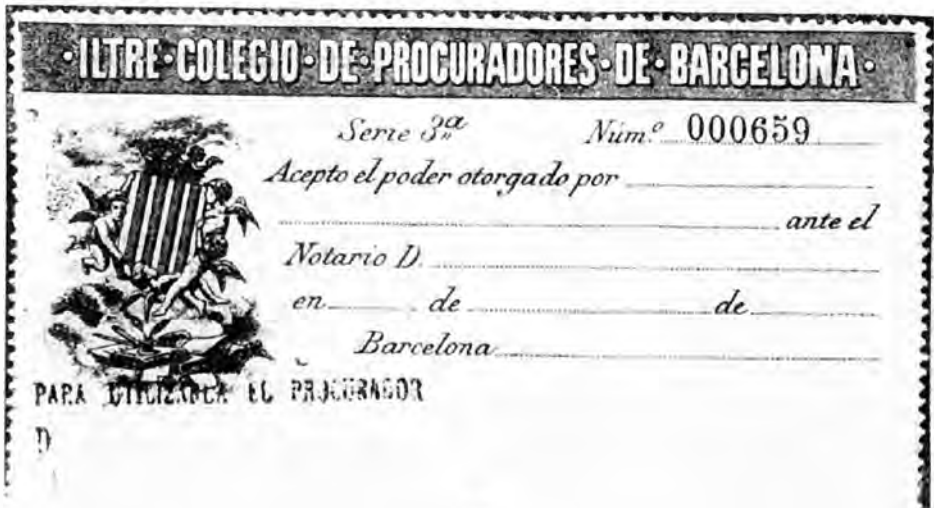 ·ILTRE·COLEGIO·DE·PROCURADORES·DE·BARCELONA·
Serie 3ª Núm.º 000659
Acepto el poder otorgado por
ante el
Notario D.
en de de
Barcelona
PARA UTILIZARLA EL PROCURADOR
D